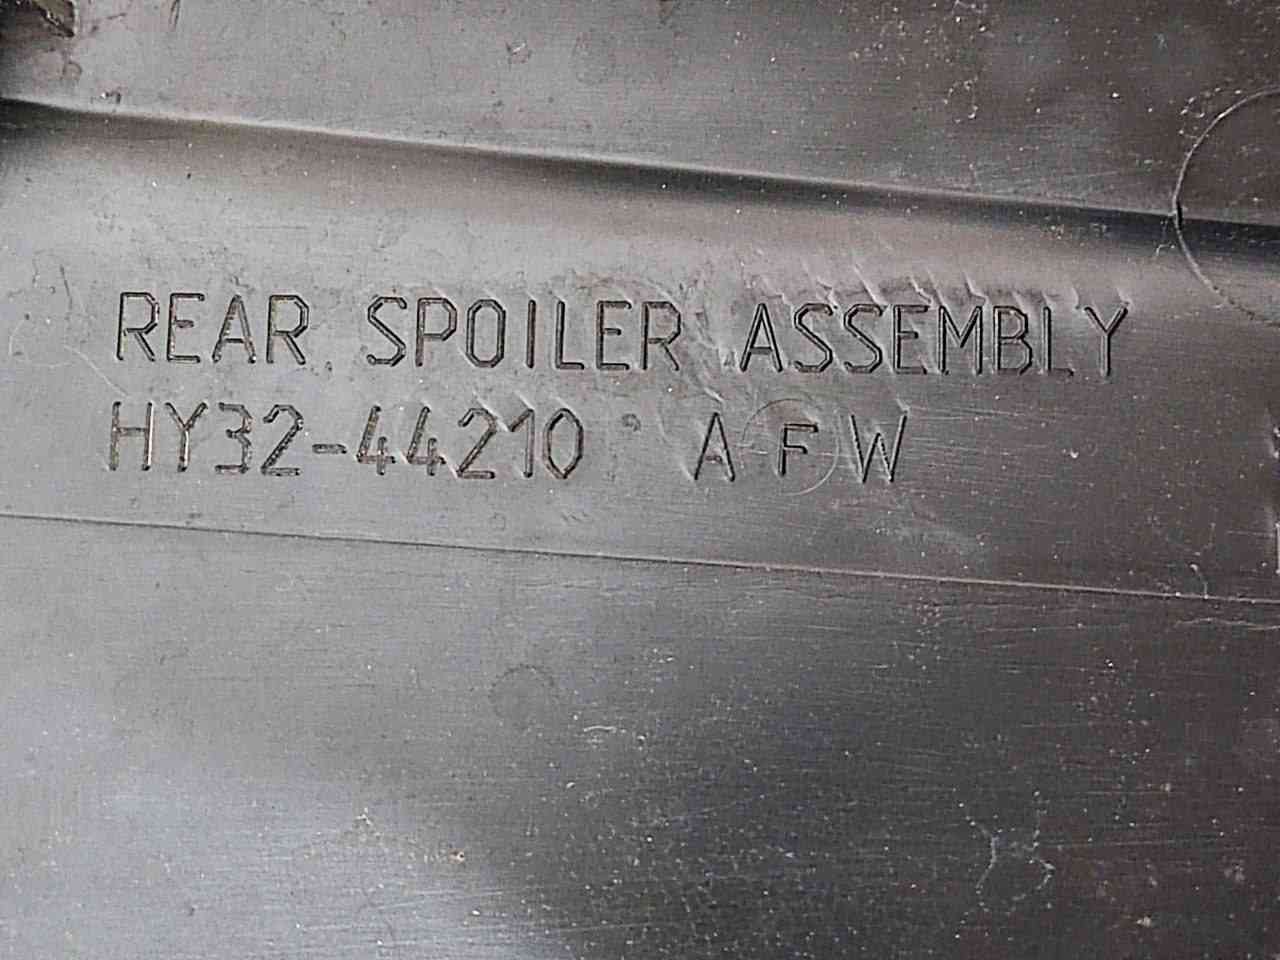 REAR SPOILER ASSEMBLY
HY32-44210 A F W